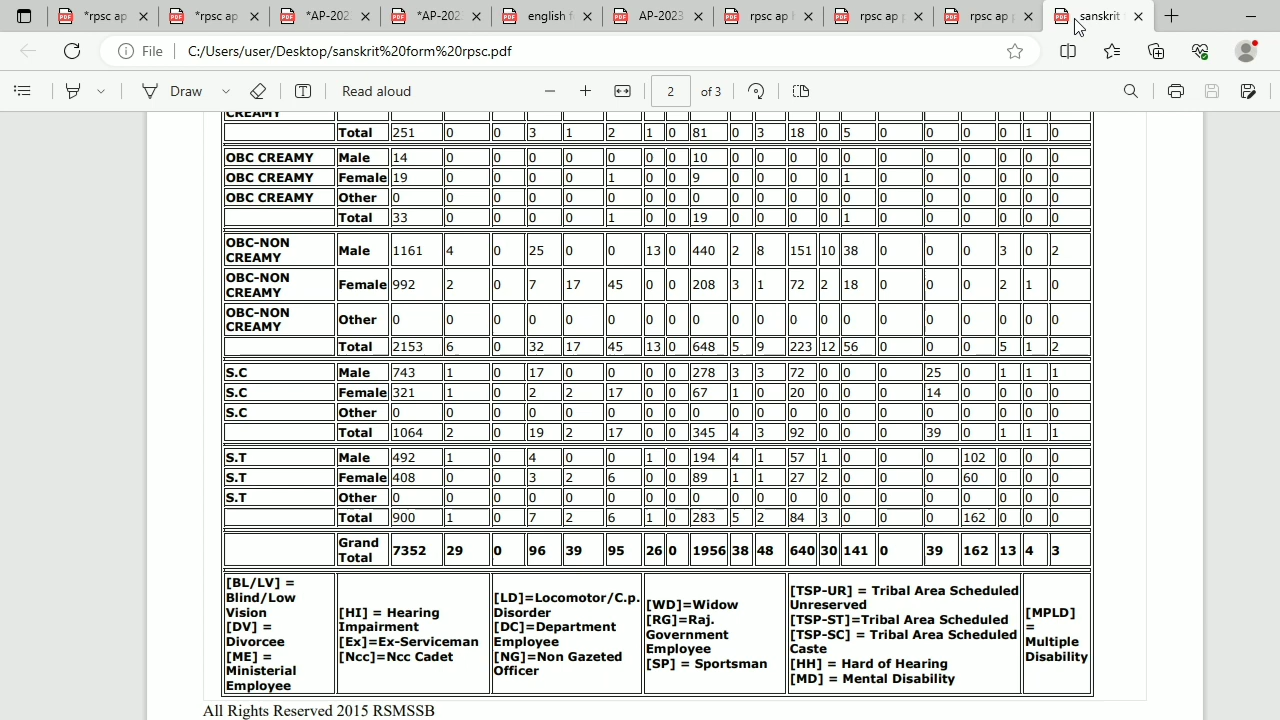 *rpsc ap
*rpsc ap
*AP-202
*AP-202
english f
AP-2023
rpsc ap
rpsc ap
rpsc ap
sanskrit
File
C:/Users/user/Desktop/sanskrit%20form%20rpsc.pdf
Draw
Read aloud
2 of 3
CREAMY
Total 251 0 0 3 1 2 1 0 81 0 3 18 0 5 0 0 0 0 1 0
OBC CREAMY Male 14 0 0 0 0 0 0 0 10 0 0 0 0 0 0 0 0 0 0 0
OBC CREAMY Female 19 0 0 0 0 1 0 0 9 0 0 0 0 1 0 0 0 0 0 0
OBC CREAMY Other 0 0 0 0 0 0 0 0 0 0 0 0 0 0 0 0 0 0 0 0
Total 33 0 0 0 0 1 0 0 19 0 0 0 0 1 0 0 0 0 0 0
OBC-NON
CREAMY Male 1161 4 0 25 0 0 13 0 440 2 8 151 10 38 0 0 0 3 0 2
OBC-NON
CREAMY Female 992 2 0 7 17 45 0 0 208 3 1 72 2 18 0 0 0 2 1 0
OBC-NON
CREAMY Other 0 0 0 0 0 0 0 0 0 0 0 0 0 0 0 0 0 0 0 0
Total 2153 6 0 32 17 45 13 0 648 5 9 223 12 56 0 0 0 5 1 2
S.C Male 743 1 0 17 0 0 0 0 278 3 3 72 0 0 0 25 0 1 1 1
S.C Female 321 1 0 2 2 17 0 0 67 1 0 20 0 0 0 14 0 0 0 0
S.C Other 0 0 0 0 0 0 0 0 0 0 0 0 0 0 0 0 0 0 0 0
Total 1064 2 0 19 2 17 0 0 345 4 3 92 0 0 0 39 0 1 1 1
S.T Male 492 1 0 4 0 0 1 0 194 4 1 57 1 0 0 0 102 0 0 0
S.T Female 408 0 0 3 2 6 0 0 89 1 1 27 2 0 0 0 60 0 0 0
S.T Other 0 0 0 0 0 0 0 0 0 0 0 0 0 0 0 0 0 0 0 0
Total 900 1 0 7 2 6 1 0 283 5 2 84 3 0 0 0 162 0 0 0
Grand
Total 7352 29 0 96 39 95 26 0 1956 38 48 640 30 141 0 39 162 13 4 3
[BL/LV] =
Blind/Low
Vision
[DV] =
Divorcee
[ME] =
Ministerial
Employee
[HI] = Hearing
Impairment
[Ex]=Ex-Serviceman
[Ncc]=Ncc Cadet
[LD]=Locomotor/C.p.
Disorder
[DC]=Department
Employee
[NG]=Non Gazeted
Officer
[WD]=Widow
[RG]=Raj.
Government
Employee
[SP] = Sportsman
[TSP-UR] = Tribal Area Scheduled
Unreserved
[TSP-ST]=Tribal Area Scheduled
[TSP-SC] = Tribal Area Scheduled
Caste
[HH] = Hard of Hearing
[MD] = Mental Disability
[MPLD]
=
Multiple
Disability
All Rights Reserved 2015 RSMSSB